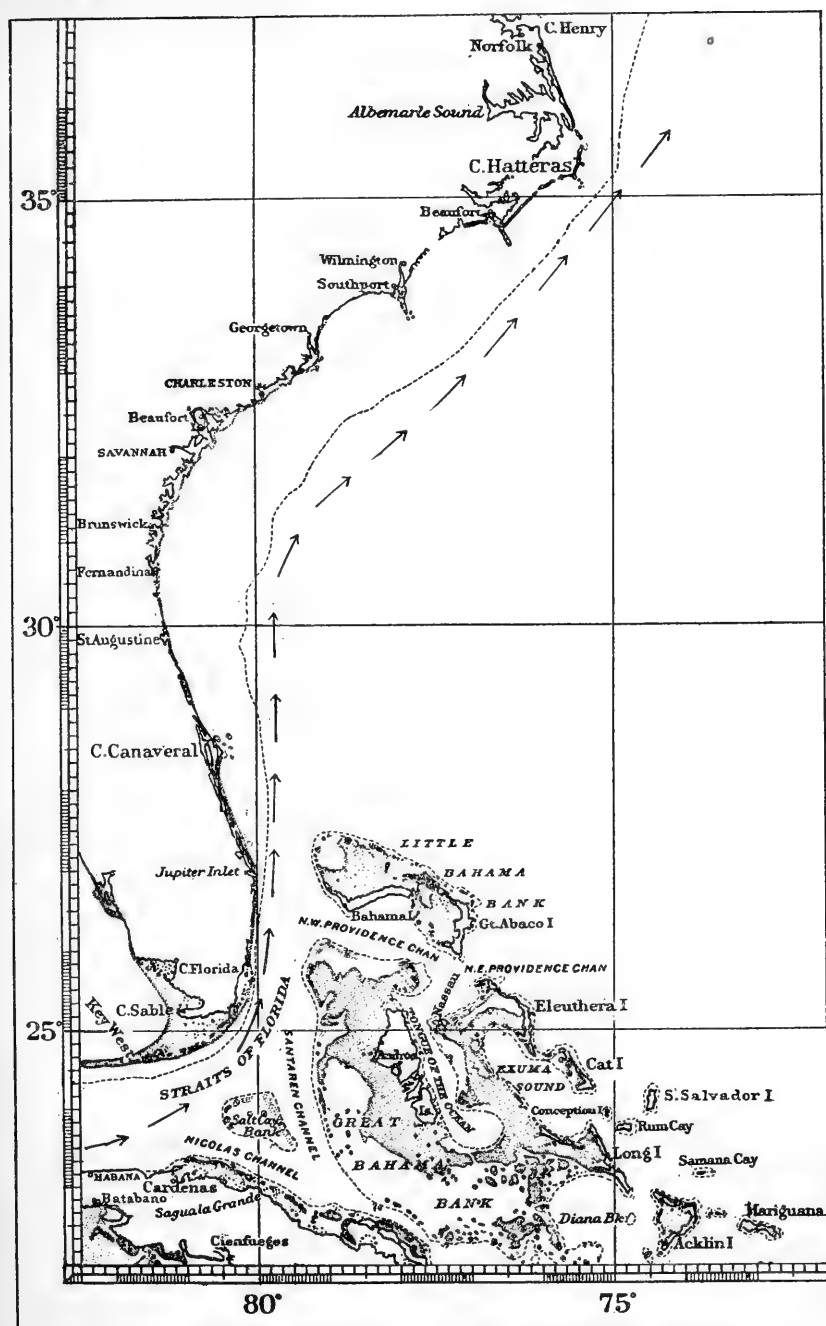 C. Henry
Norfolk
Albemarle Sound
C. Hatteras
35°
Beaufort
Wilmington
Southport
Georgetown
CHARLESTON
Beaufort
SAVANNAH
Brunswick
Fernandina
30°
St Augustine
C. Canaveral
LITTLE
BAHAMA
BANK
Jupiter Inlet
Bahama I
Gt. Abaco I
N.W. PROVIDENCE CHAN
N.E. PROVIDENCE CHAN
C. Florida
Nassau
Eleuthera I
C. Sable
Key West
25°
STRAITS OF FLORIDA
SANTAREN CHANNEL
Andros
Is.
TONGUE OF THE OCEAN
EXUMA
SOUND
Cat I
S. Salvador I
Conception I
Rum Cay
Salt Cay
Bank
GREAT
BAHAMA
BANK
Long I
Samana Cay
NICOLAS CHANNEL
HABANA
Cardenas
Batabano
Sagua la Grande
Cienfuegos
Diana Bk
Mariguana
Acklin I
80°
75°